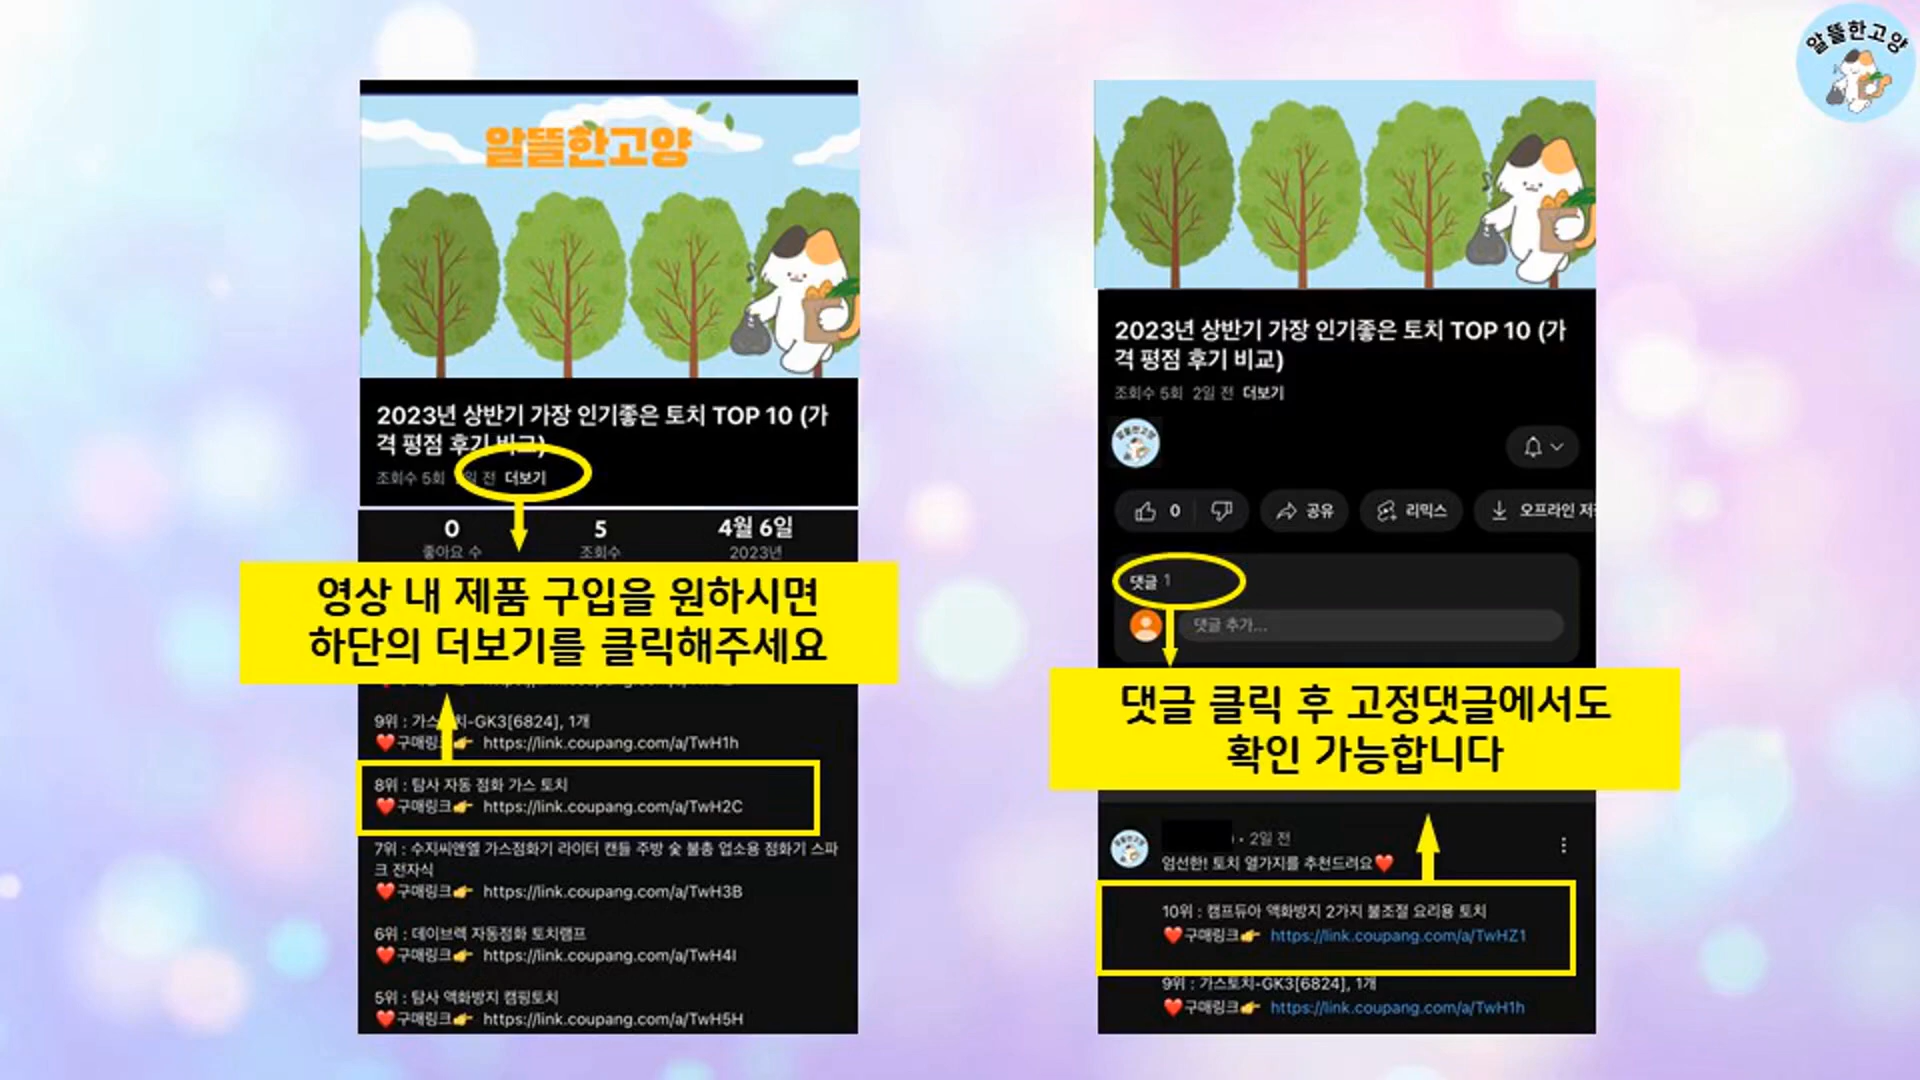 알뜰한고양
알뜰한고양
2023년 상반기 가장 인기좋은 토치 TOP 10 (가
격 평점 후기 비교)
조회수 5회 일 전 더보기
0 5 4월 6일
좋아요 수 조회수 2023년
영상 내 제품 구입을 원하시면
하단의 더보기를 클릭해주세요
9위 : 가스토치-GK3[6824], 1개
❤️구매링크👉 https://link.coupang.com/a/TwH1h
8위 : 탐사 자동 점화 가스 토치
❤️구매링크👉 https://link.coupang.com/a/TwH2C
7위 : 수지씨앤엘 가스점화기 라이터 캔들 주방 숯 불총 업소용 점화기 스파
크 전자식
❤️구매링크👉 https://link.coupang.com/a/TwH3B
6위 : 데이브렉 자동점화 토치램프
❤️구매링크👉 https://link.coupang.com/a/TwH4I
5위 : 탐사 액화방지 캠핑토치
❤️구매링크👉 https://link.coupang.com/a/TwH5H
2023년 상반기 가장 인기좋은 토치 TOP 10 (가
격 평점 후기 비교)
조회수 5회 2일 전 더보기
알뜰한고양
0 공유 리믹스 오프라인 저
댓글 1
댓글 추가...
댓글 클릭 후 고정댓글에서도
확인 가능합니다
• 2일 전
엄선한! 토치 열가지를 추천드려요❤️
10위 : 캠프듀아 액화방지 2가지 불조절 요리용 토치
❤️구매링크👉 https://link.coupang.com/a/TwHZ1
9위 : 가스토치-GK3[6824], 1개
❤️구매링크👉 https://link.coupang.com/a/TwH1h